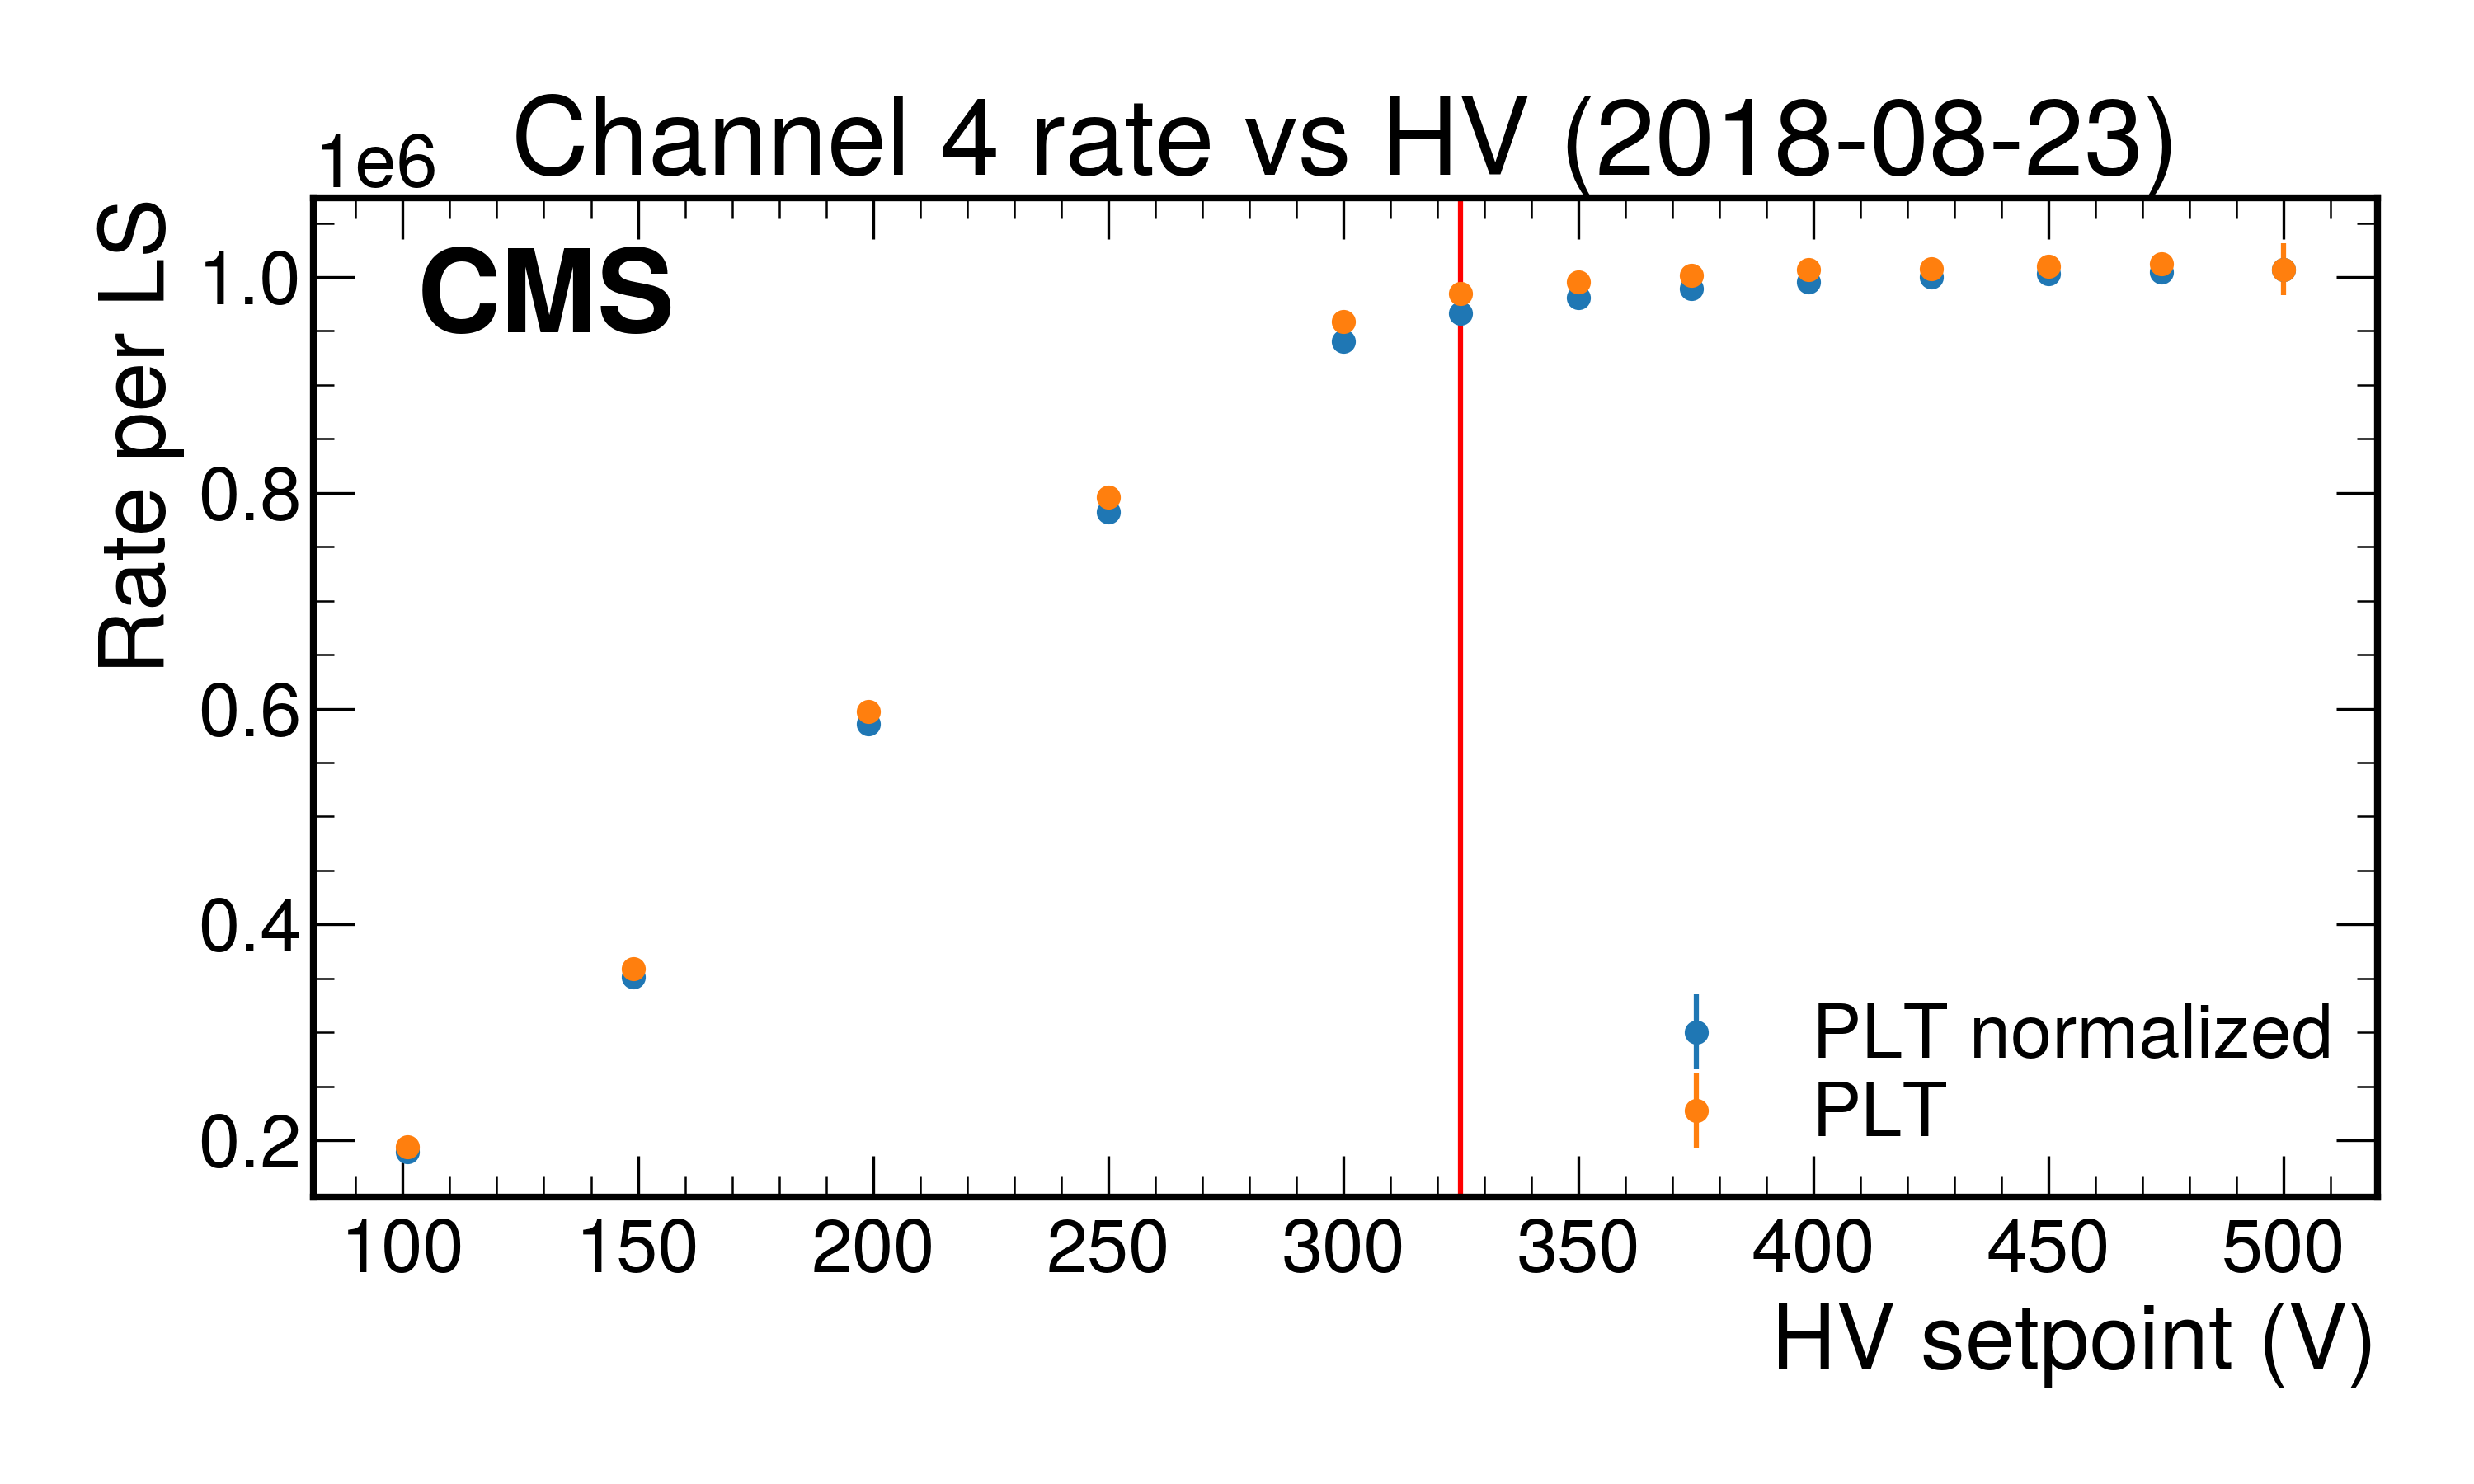 Channel 4 rate vs HV (2018-08-23)
1e6
CMS
Rate per LS
1.0
0.8
0.6
0.4
0.2
PLT normalized
PLT
100 150 200 250 300 350 400 450 500
HV setpoint (V)